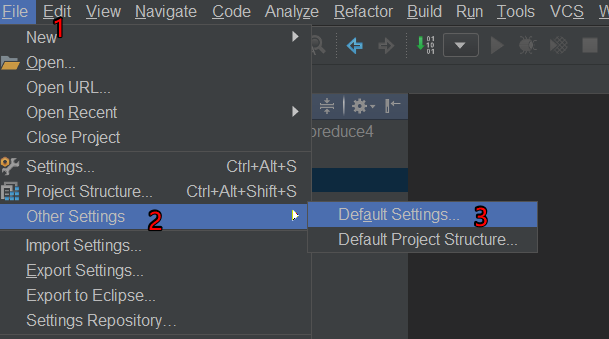 File Edit View Navigate Code Analyze Refactor Build Run Tools VCS W
1
New
Open...
Open URL...
Open Recent
Close Project
preduce4
Settings... Ctrl+Alt+S
Project Structure... Ctrl+Alt+Shift+S
Other Settings 2
Default Settings... 3
Default Project Structure...
Import Settings...
Export Settings...
Export to Eclipse...
Settings Repository...